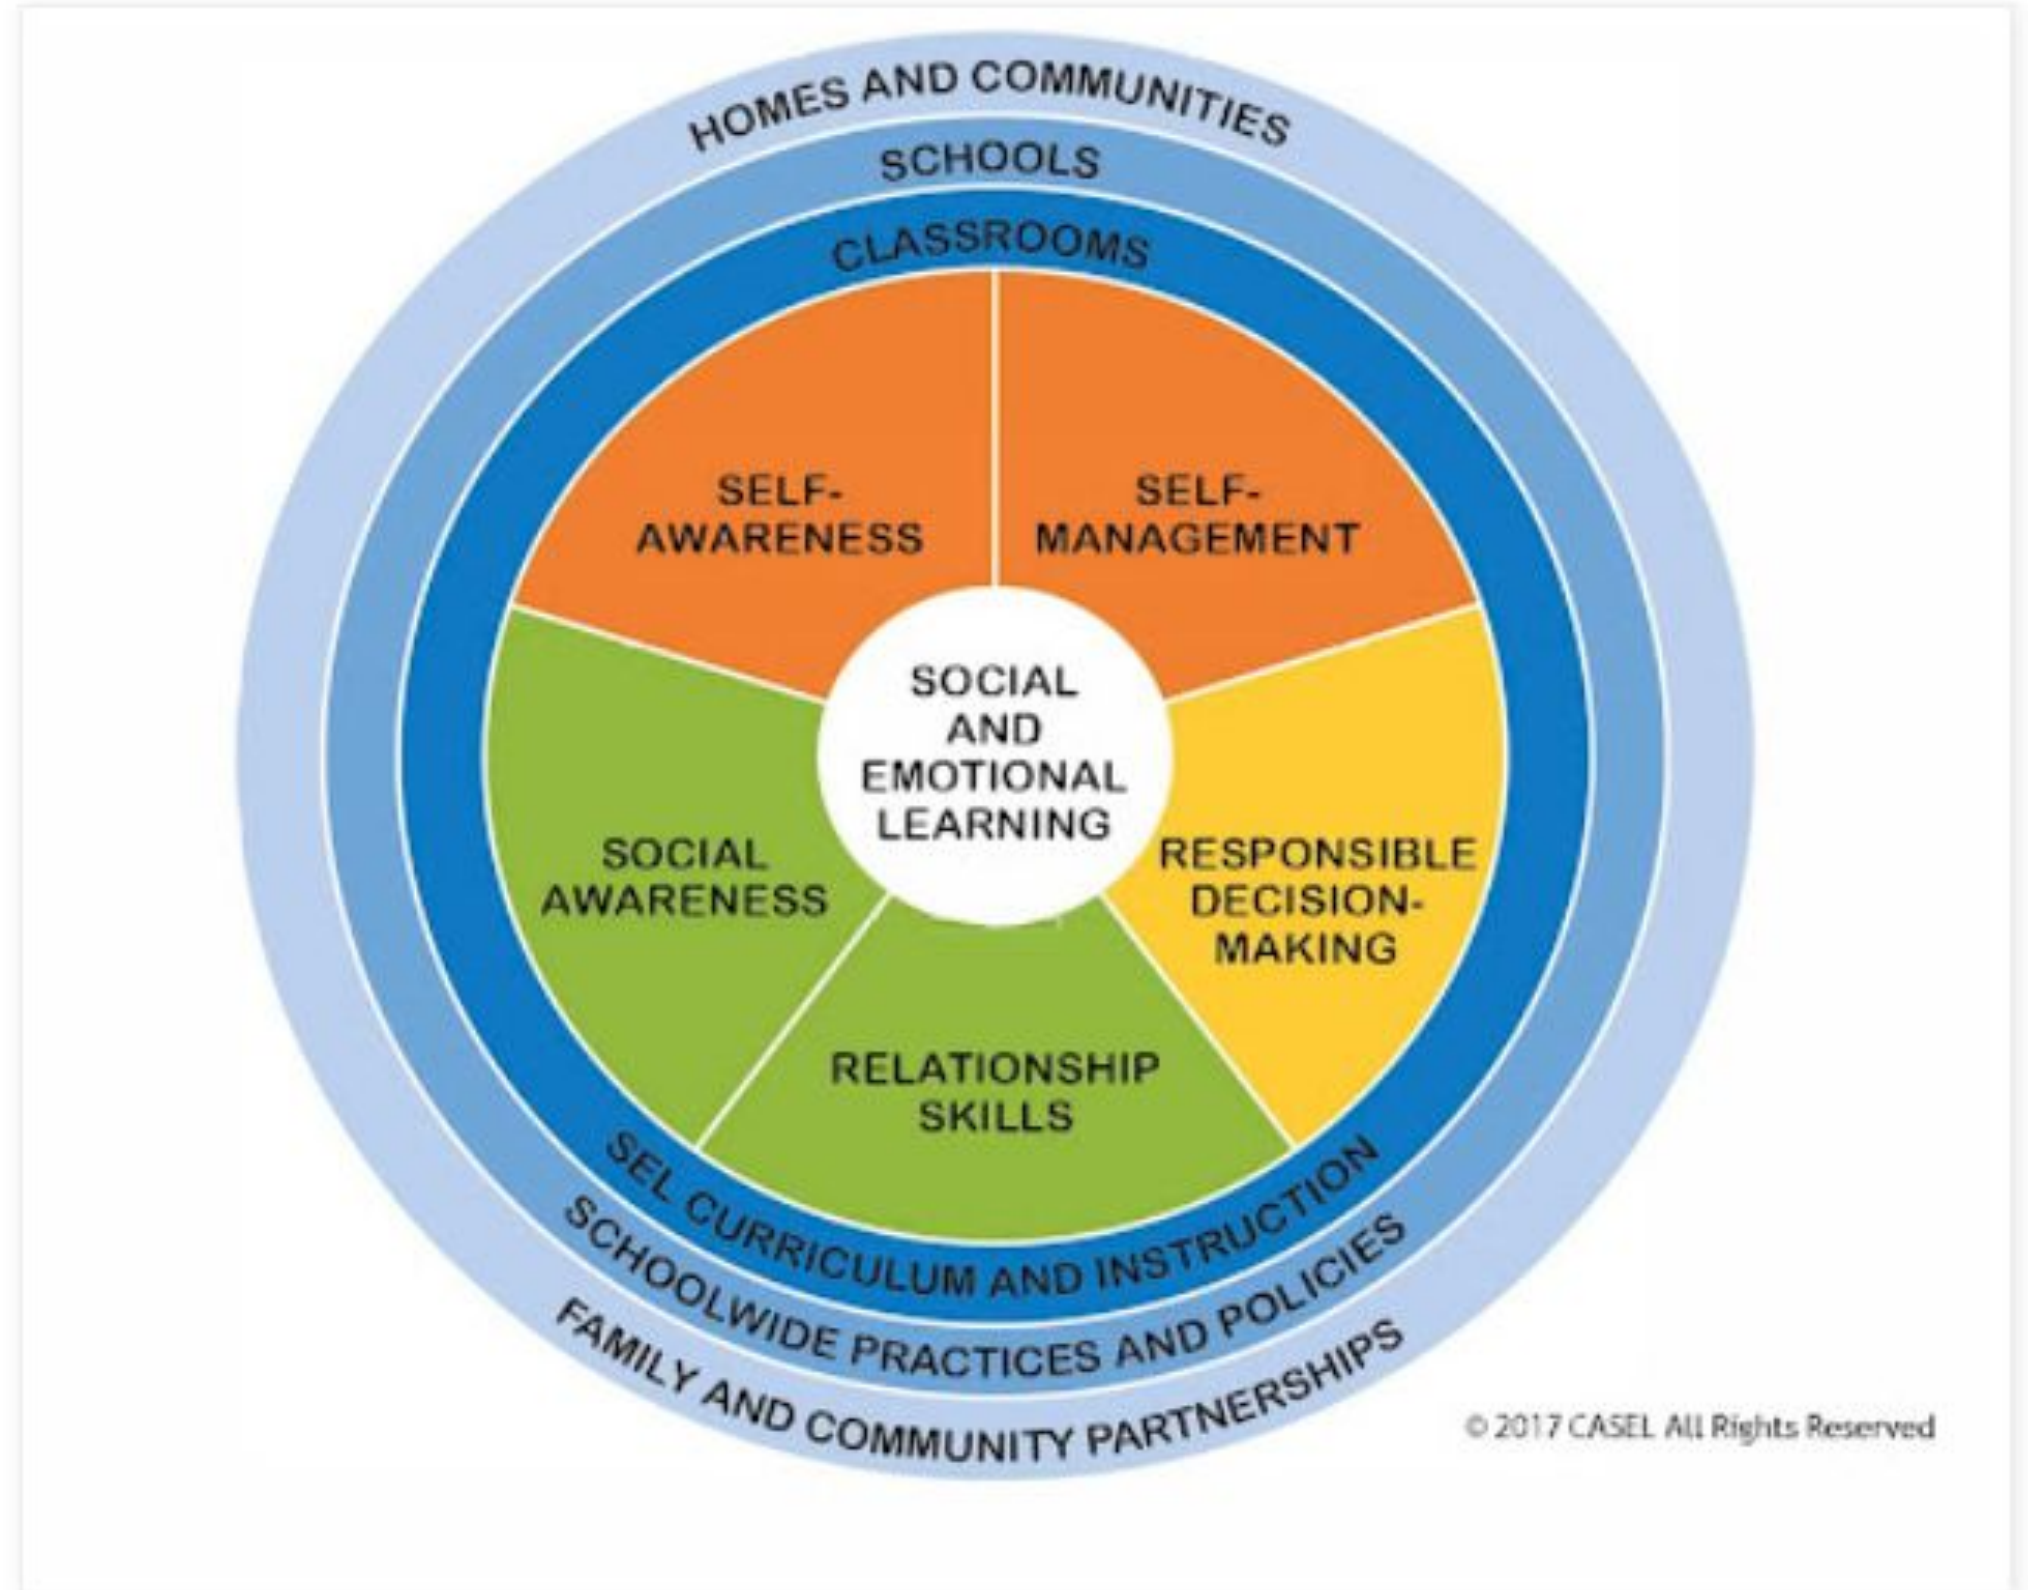 HOMES AND COMMUNITIES
SCHOOLS
CLASSROOMS
SELF-
AWARENESS
SELF-
MANAGEMENT
SOCIAL
AND
EMOTIONAL
LEARNING
SOCIAL
AWARENESS
RESPONSIBLE
DECISION-
MAKING
RELATIONSHIP
SKILLS
SEL CURRICULUM AND INSTRUCTION
SCHOOLWIDE PRACTICES AND POLICIES
FAMILY AND COMMUNITY PARTNERSHIPS
© 2017 CASEL All Rights Reserved